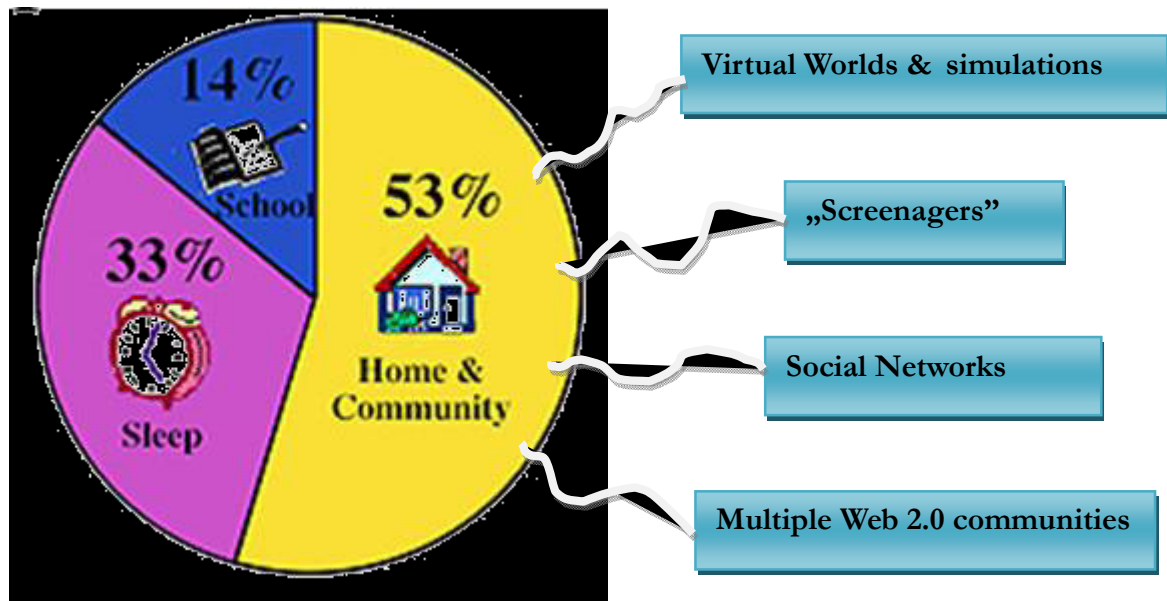 14%
School
53%
Home &
Community
33%
Sleep
Virtual Worlds & simulations
„Screenagers”
Social Networks
Multiple Web 2.0 communities